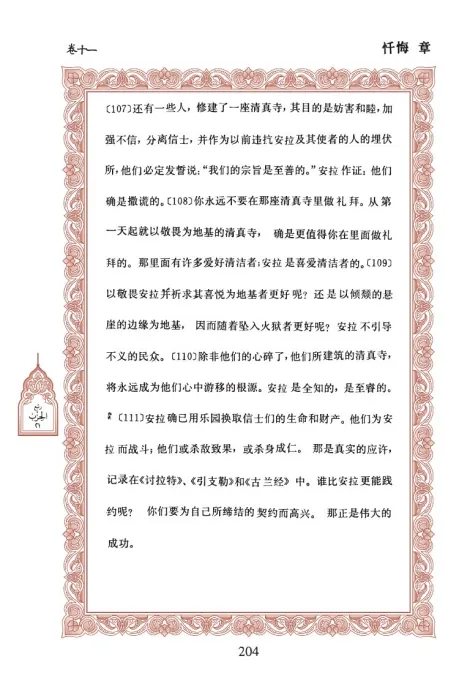 卷十一
忏悔 章
〔107〕还有一些人，修建了一座清真寺，其目的是妨害和睦，加
强不信，分离信士，并作为以前违抗安拉及其使者的人的埋伏
所，他们必定发誓说：“我们的宗旨是至善的。”安拉作证：他们
确是撒谎的。〔108〕你永远不要在那座清真寺里做礼拜。从第
一天起就以敬畏为地基的清真寺， 确是更值得你在里面做礼
拜的。那里面有许多爱好清洁者；安拉是喜爱清洁者的。〔109〕
以敬畏安拉并祈求其喜悦为地基者更好呢？还是以倾颓的悬
崖的边缘为地基， 因而随着坠入火狱者更好呢？ 安拉不引导
不义的民众。〔110〕除非他们的心碎了，他们所建筑的清真寺，
将永远成为他们心中游移的根源。安拉是全知的，是至睿的。
〔111〕安拉确已用乐园换取信士们的生命和财产。他们为安
拉而战斗；他们或杀敌致果，或杀身成仁。 那是真实的应许，
记录在《讨拉特》、《引支勒》和《古兰经》中。谁比安拉更能践
约呢？ 你们要为自己所缔结的契约而高兴。 那正是伟大的
成功。
ربع
الحزب
٢١
204